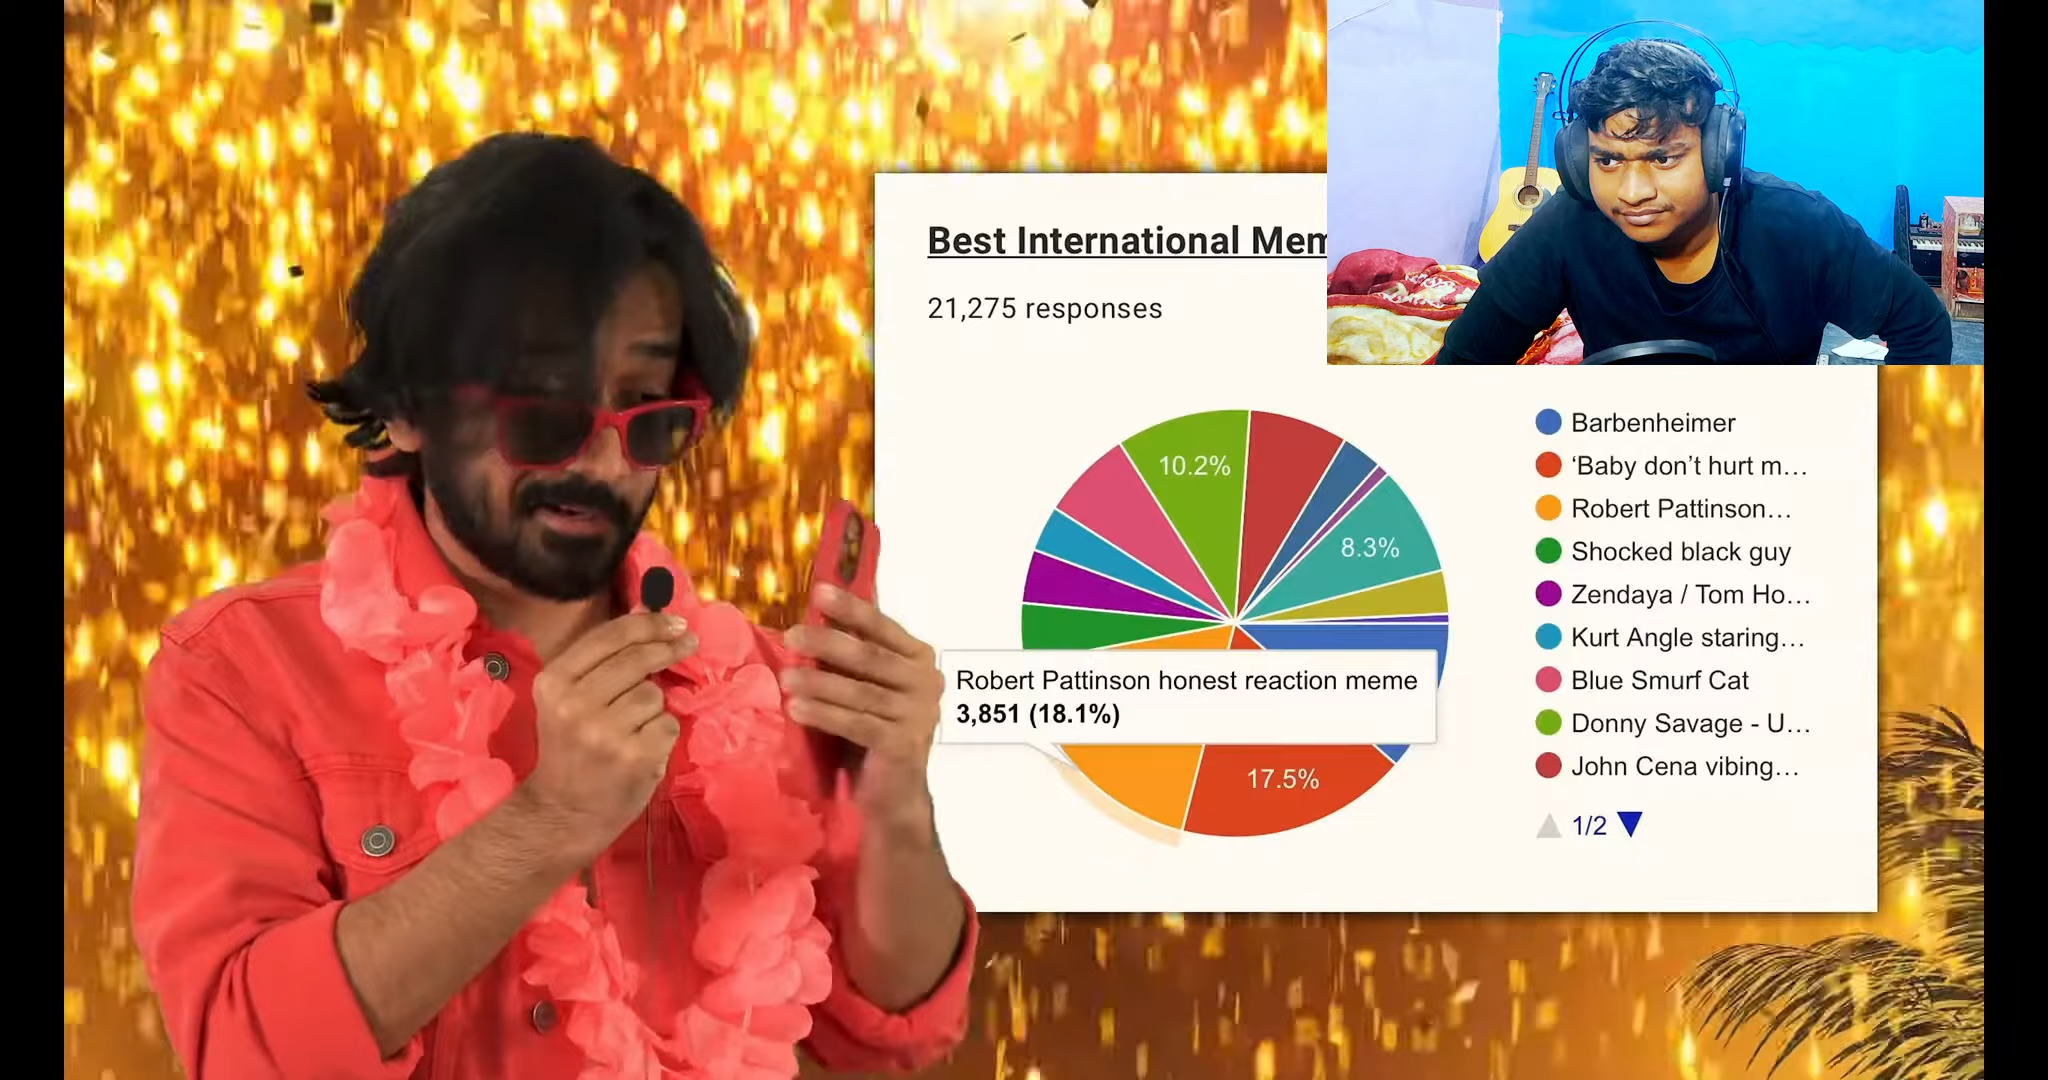 Best International Mem
21,275 responses
10.2%
8.3%
17.5%
Robert Pattinson honest reaction meme
3,851 (18.1%)
Barbenheimer
‘Baby don’t hurt m…
Robert Pattinson…
Shocked black guy
Zendaya / Tom Ho…
Kurt Angle staring…
Blue Smurf Cat
Donny Savage - U…
John Cena vibing…
1/2